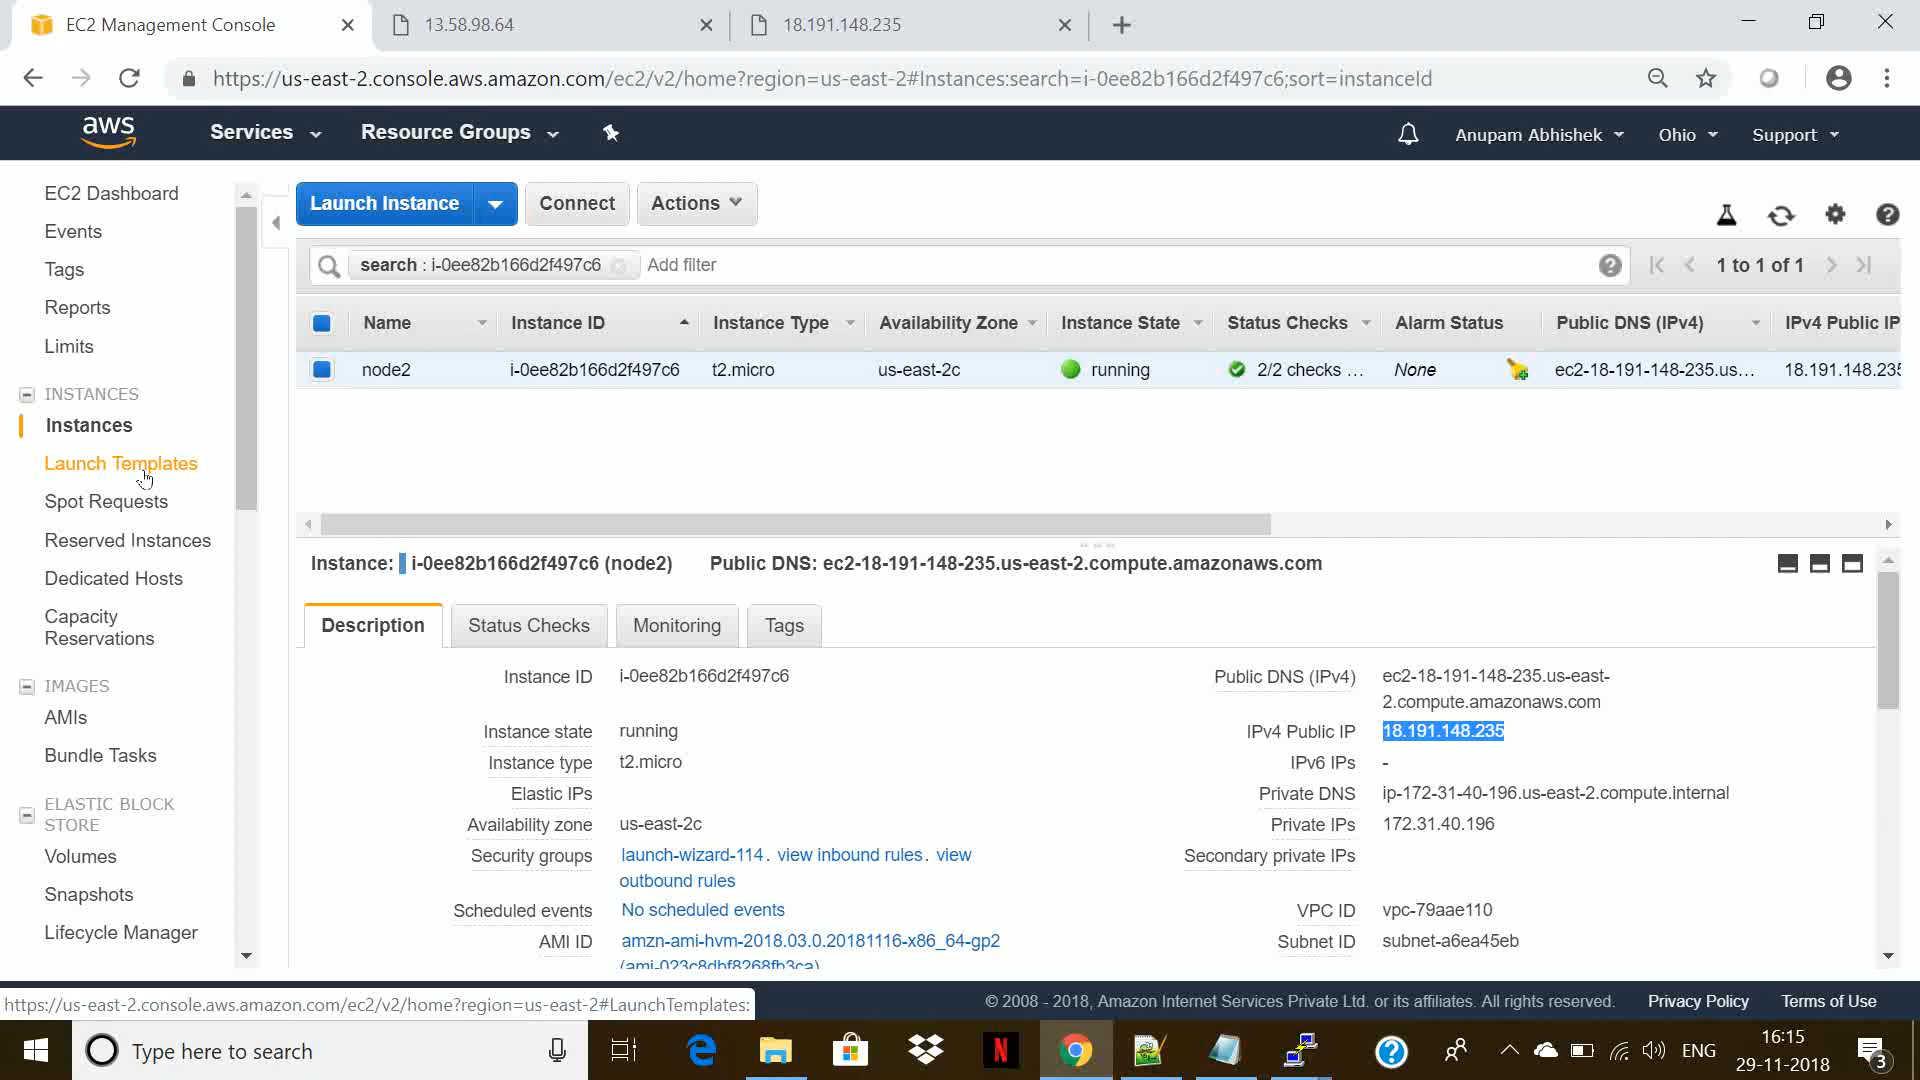 EC2 Management Console
13.58.98.64
18.191.148.235
https://us-east-2.console.aws.amazon.com/ec2/v2/home?region=us-east-2#Instances:search=i-0ee82b166d2f497c6;sort=instanceId
aws
Services
Resource Groups
Anupam Abhishek
Ohio
Support
EC2 Dashboard
Events
Tags
Reports
Limits
INSTANCES
Instances
Launch Templates
Spot Requests
Reserved Instances
Dedicated Hosts
Capacity
Reservations
IMAGES
AMIs
Bundle Tasks
ELASTIC BLOCK
STORE
Volumes
Snapshots
Lifecycle Manager
Launch Instance
Connect
Actions
search : i-0ee82b166d2f497c6
Add filter
1 to 1 of 1
Name Instance ID Instance Type Availability Zone Instance State Status Checks Alarm Status Public DNS (IPv4) IPv4 Public IP
node2 i-0ee82b166d2f497c6 t2.micro us-east-2c running 2/2 checks ... None ec2-18-191-148-235.us... 18.191.148.235
Instance: i-0ee82b166d2f497c6 (node2) Public DNS: ec2-18-191-148-235.us-east-2.compute.amazonaws.com
Description
Status Checks
Monitoring
Tags
Instance ID i-0ee82b166d2f497c6
Instance state running
Instance type t2.micro
Elastic IPs
Availability zone us-east-2c
Security groups launch-wizard-114. view inbound rules. view
outbound rules
Scheduled events No scheduled events
AMI ID amzn-ami-hvm-2018.03.0.20181116-x86_64-gp2
(ami-023c8dbf8268fb3ca)
Public DNS (IPv4) ec2-18-191-148-235.us-east-
2.compute.amazonaws.com
IPv4 Public IP 18.191.148.235
IPv6 IPs -
Private DNS ip-172-31-40-196.us-east-2.compute.internal
Private IPs 172.31.40.196
Secondary private IPs
VPC ID vpc-79aae110
Subnet ID subnet-a6ea45eb
https://us-east-2.console.aws.amazon.com/ec2/v2/home?region=us-east-2#LaunchTemplates:
© 2008 - 2018, Amazon Internet Services Private Ltd. or its affiliates. All rights reserved.
Privacy Policy
Terms of Use
Type here to search
ENG
16:15
29-11-2018
3